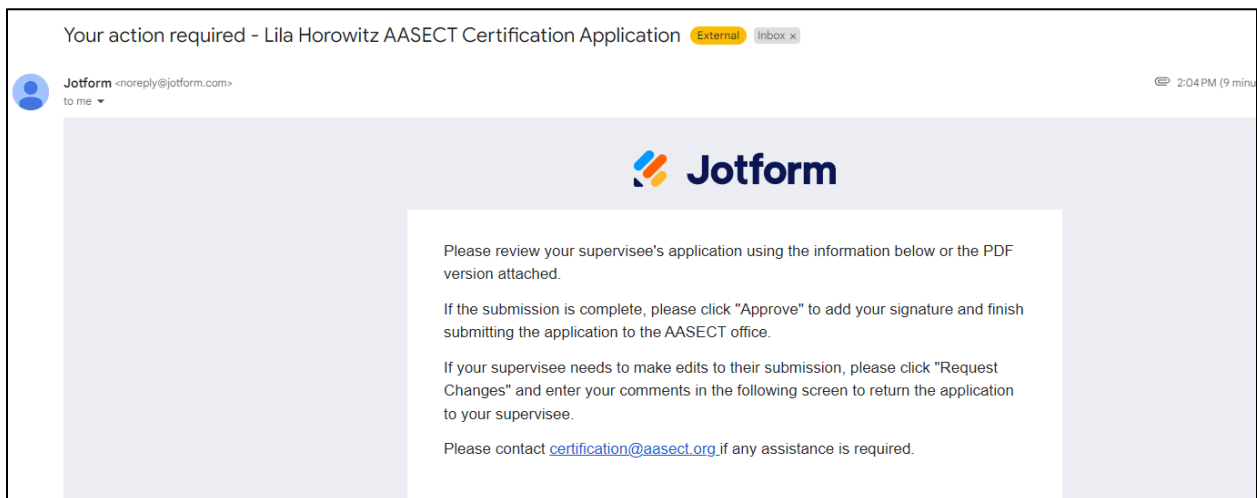 Your action required - Lila Horowitz AASECT Certification Application External Inbox x
Jotform <noreply@jotform.com>
2:04 PM (9 minu
to me
Jotform
Please review your supervisee's application using the information below or the PDF
version attached.
If the submission is complete, please click "Approve" to add your signature and finish
submitting the application to the AASECT office.
If your supervisee needs to make edits to their submission, please click "Request
Changes" and enter your comments in the following screen to return the application
to your supervisee.
Please contact certification@aasect.org if any assistance is required.